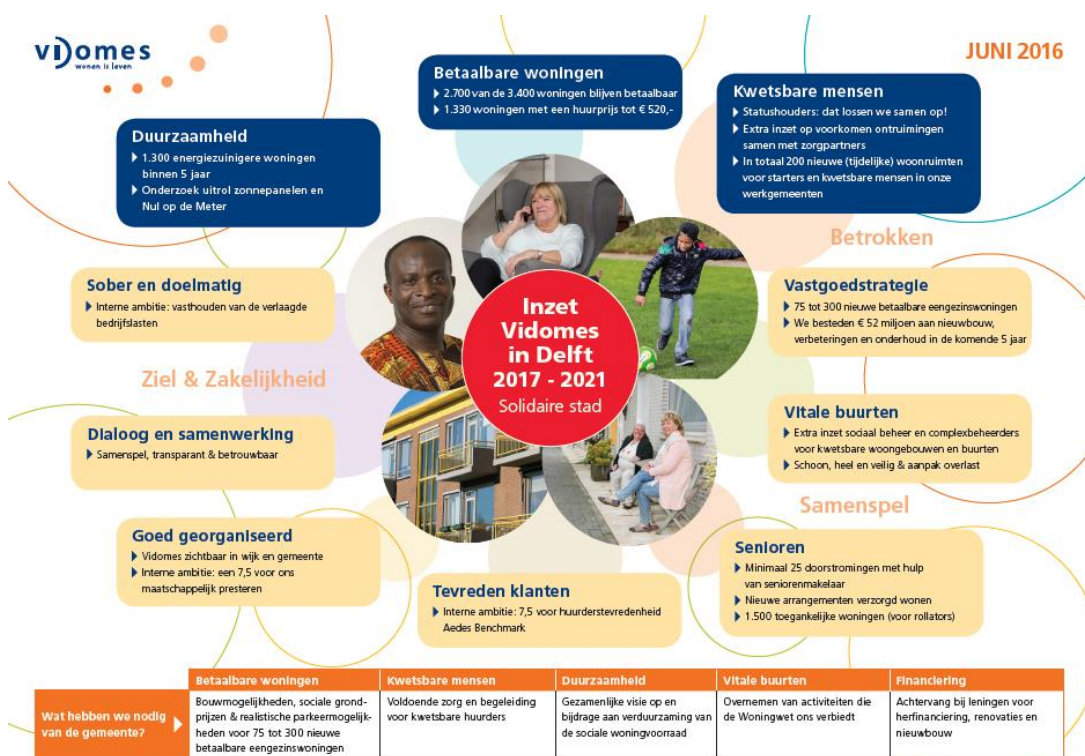 vidomes
wonen is leven
JUNI 2016
Betaalbare woningen
2.700 van de 3.400 woningen blijven betaalbaar
1.330 woningen met een huurprijs tot € 520,-
Kwetsbare mensen
Statushouders: dat lossen we samen op!
Extra inzet op voorkomen ontruimingen
samen met zorgpartners
In totaal 200 nieuwe (tijdelijke) woonruimten
voor starters en kwetsbare mensen in onze
werkgemeenten
Duurzaamheid
1.300 energiezuinigere woningen
binnen 5 jaar
Onderzoek uitrol zonnepanelen en
Nul op de Meter
Betrokken
Sober en doelmatig
Interne ambitie: vasthouden van de verlaagde
bedrijfslasten
Vastgoedstrategie
75 tot 300 nieuwe betaalbare eengezinswoningen
We besteden € 52 miljoen aan nieuwbouw,
verbeteringen en onderhoud in de komende 5 jaar
Inzet
Vidomes
in Delft
2017 - 2021
Solidaire stad
Ziel & Zakelijkheid
Dialoog en samenwerking
Samenspel, transparant & betrouwbaar
Vitale buurten
Extra inzet sociaal beheer en complexbeheerders
voor kwetsbare woongebouwen en buurten
Schoon, heel en veilig & aanpak overlast
Samenspel
Goed georganiseerd
Vidomes zichtbaar in wijk en gemeente
Interne ambitie: een 7,5 voor ons
maatschappelijk presteren
Senioren
Minimaal 25 doorstromingen met hulp
van seniorenmakelaar
Nieuwe arrangementen verzorgd wonen
1.500 toegankelijke woningen (voor rollators)
Tevreden klanten
Interne ambitie: 7,5 voor huurderstevredenheid
Aedes Benchmark
Wat hebben we nodig
van de gemeente?
Betaalbare woningen
Bouwmogelijkheden, sociale grond-
prijzen & realistische parkeermogelijk-
heden voor 75 tot 300 nieuwe
betaalbare eengezinswoningen
Kwetsbare mensen
Voldoende zorg en begeleiding
voor kwetsbare huurders
Duurzaamheid
Gezamenlijke visie op en
bijdrage aan verduurzaming van
de sociale woningvoorraad
Vitale buurten
Overnemen van activiteiten die
de Woningwet ons verbiedt
Financiering
Achtervang bij leningen voor
herfinanciering, renovaties en
nieuwbouw